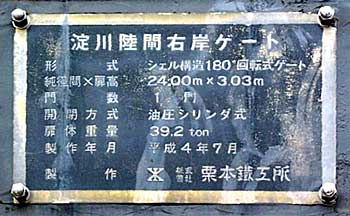 淀川陸閘右岸ゲート
形式 シェル構造180°回転式ゲート
純径間×扉高 24.00m×3.03m
門数 1門
開閉方式 油圧シリンダ式
扉体重量 39.2 ton
製作年月 平成4年7月
製作 株式会社 栗本鐵工所